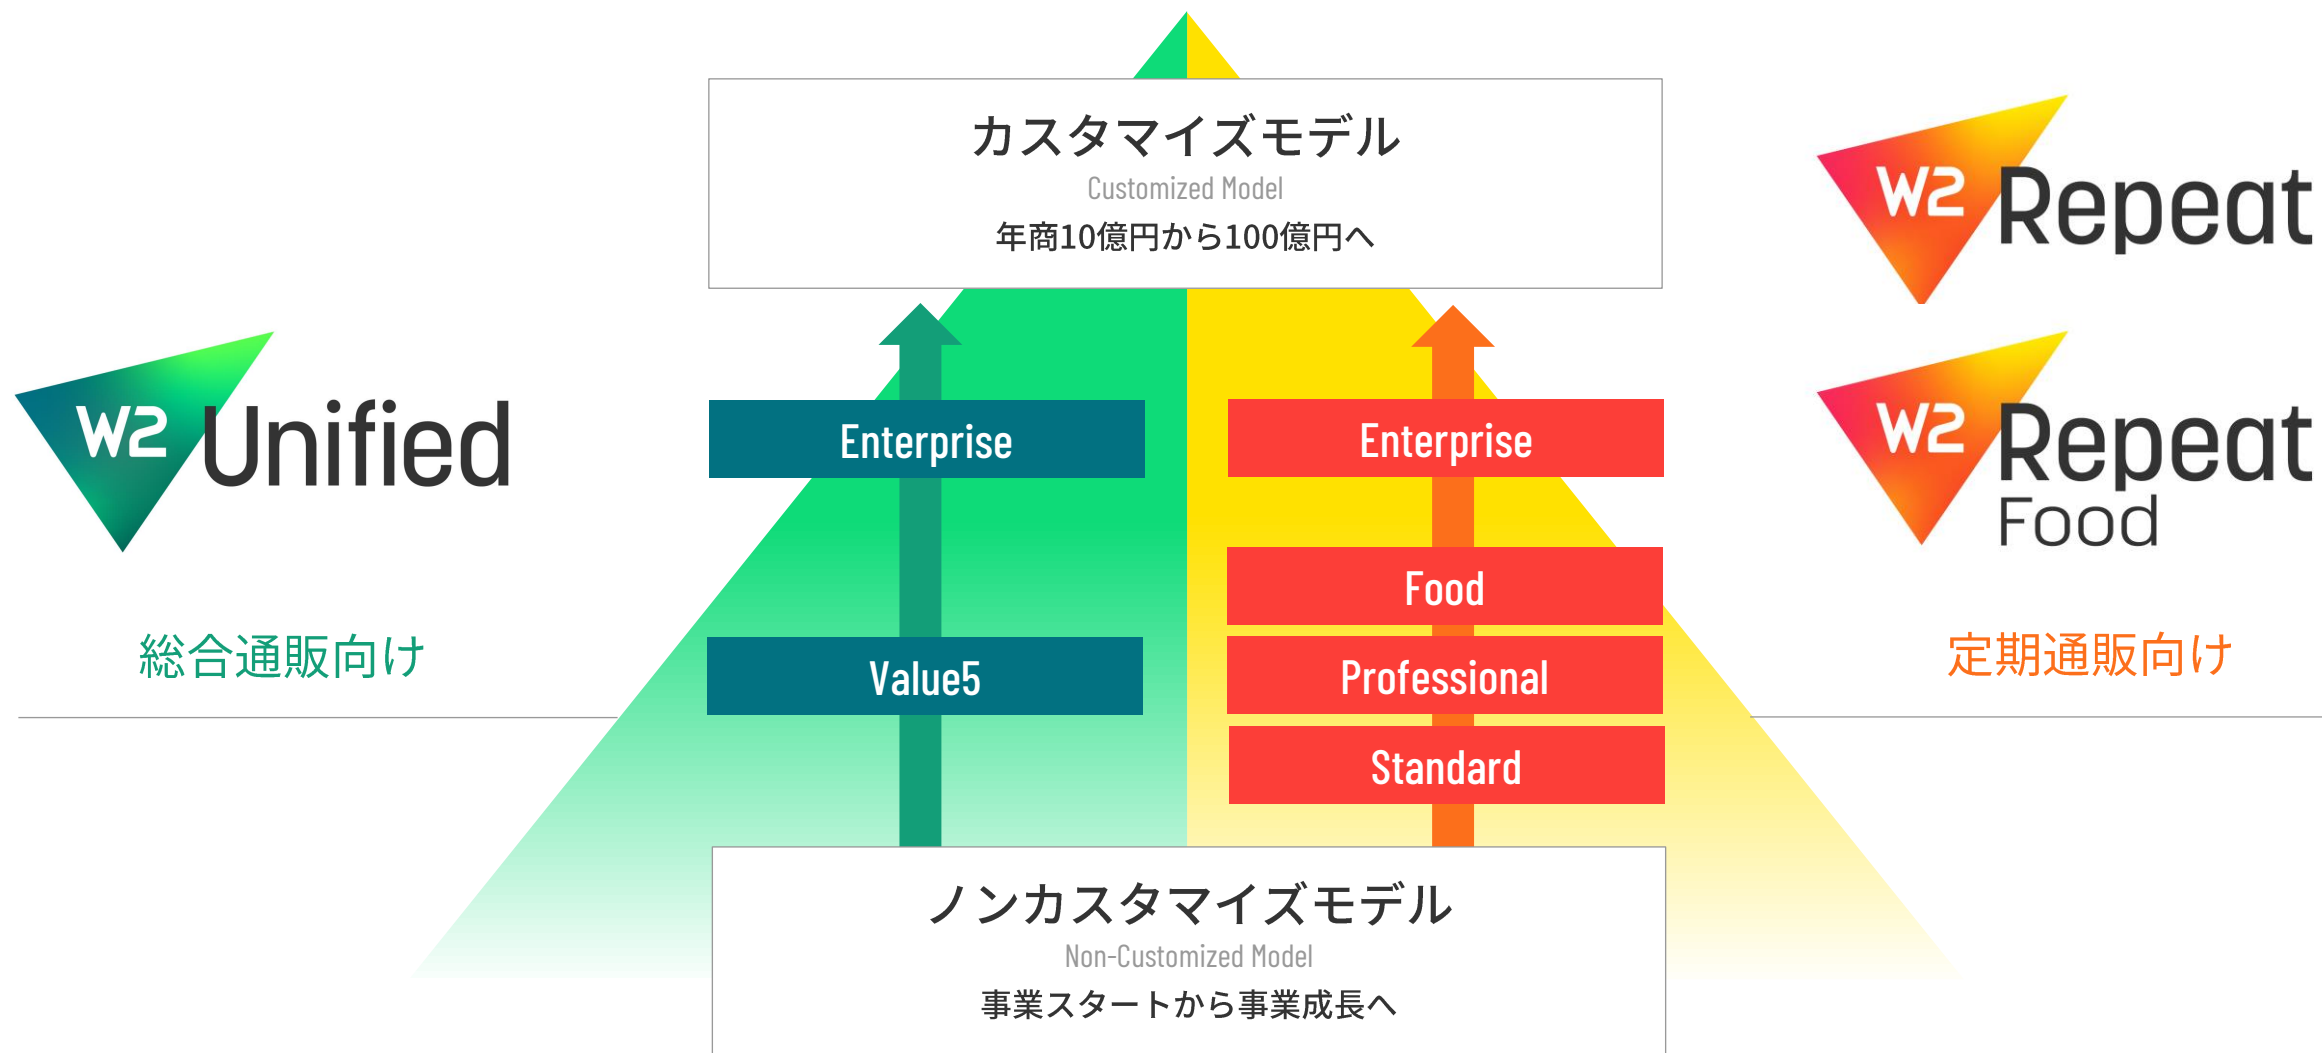 カスタマイズモデル
Customized Model
年商10億円から100億円へ
W2 Unified
総合通販向け
W2 Repeat
W2 Repeat
Food
定期通販向け
Enterprise
Value5
Enterprise
Food
Professional
Standard
ノンカスタマイズモデル
Non-Customized Model
事業スタートから事業成長へ